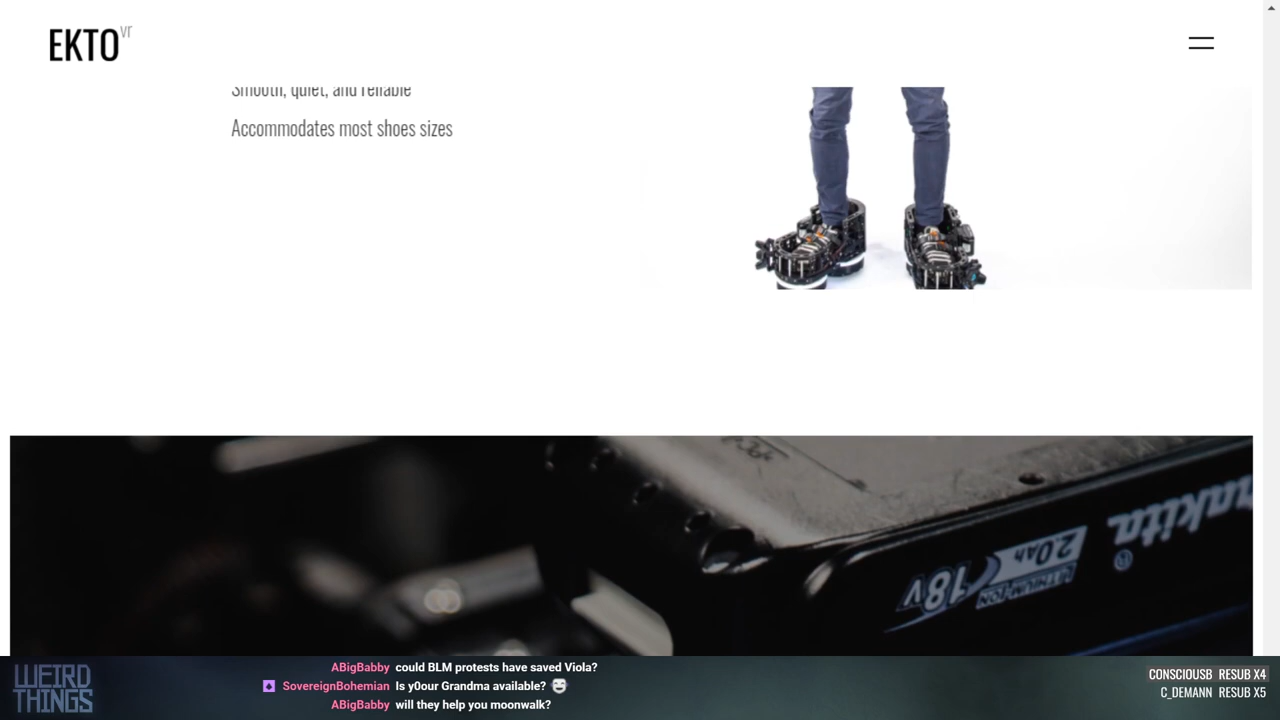 EKTO vr
Smooth, quiet, and reliable
Accommodates most shoes sizes
makita
®
2.0Ah
LITHIUM-ION
18V
WEIRD
THINGS
ABigBabby could BLM protests have saved Viola?
SovereignBohemian Is y0our Grandma available?
ABigBabby will they help you moonwalk?
CONSCIOUSB RESUB X4
C_DEMANN RESUB X5